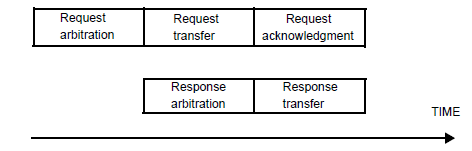 Request Request Request
arbitration transfer acknowledgment
Response Response
arbitration transfer
TIME